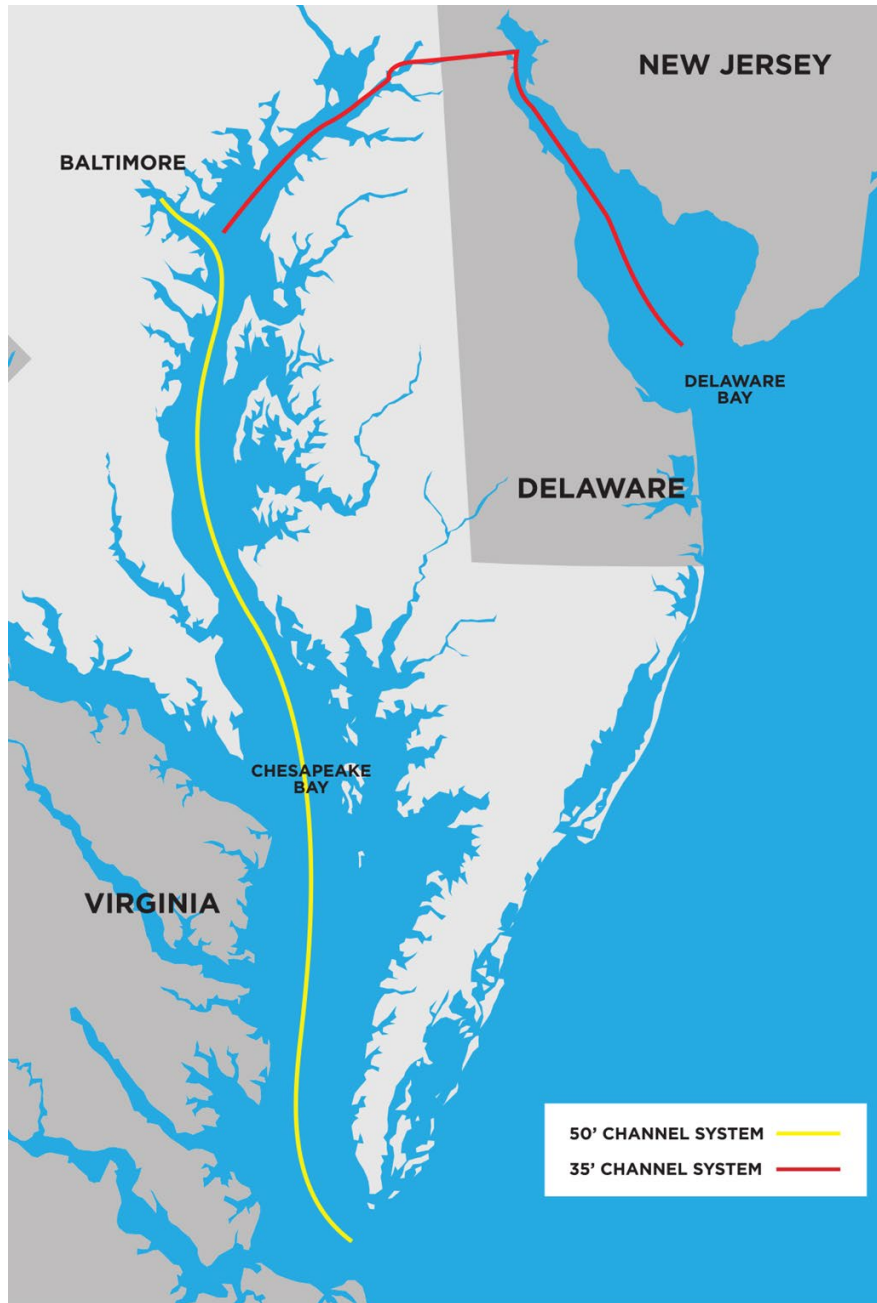 NEW JERSEY
BALTIMORE
DELAWARE
BAY
DELAWARE
CHESAPEAKE
BAY
VIRGINIA
50' CHANNEL SYSTEM
35' CHANNEL SYSTEM